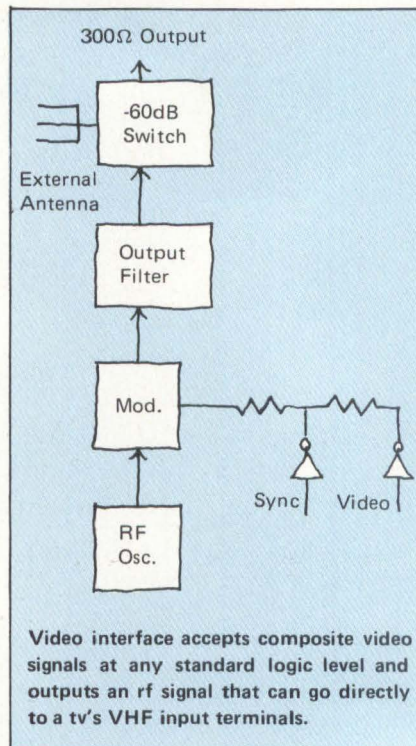 300Ω Output
-60dB
Switch
External
Antenna
Output
Filter
Mod.
Sync
Video
RF
Osc.
Video interface accepts composite video
signals at any standard logic level and
outputs an rf signal that can go directly
to a tv's VHF input terminals.